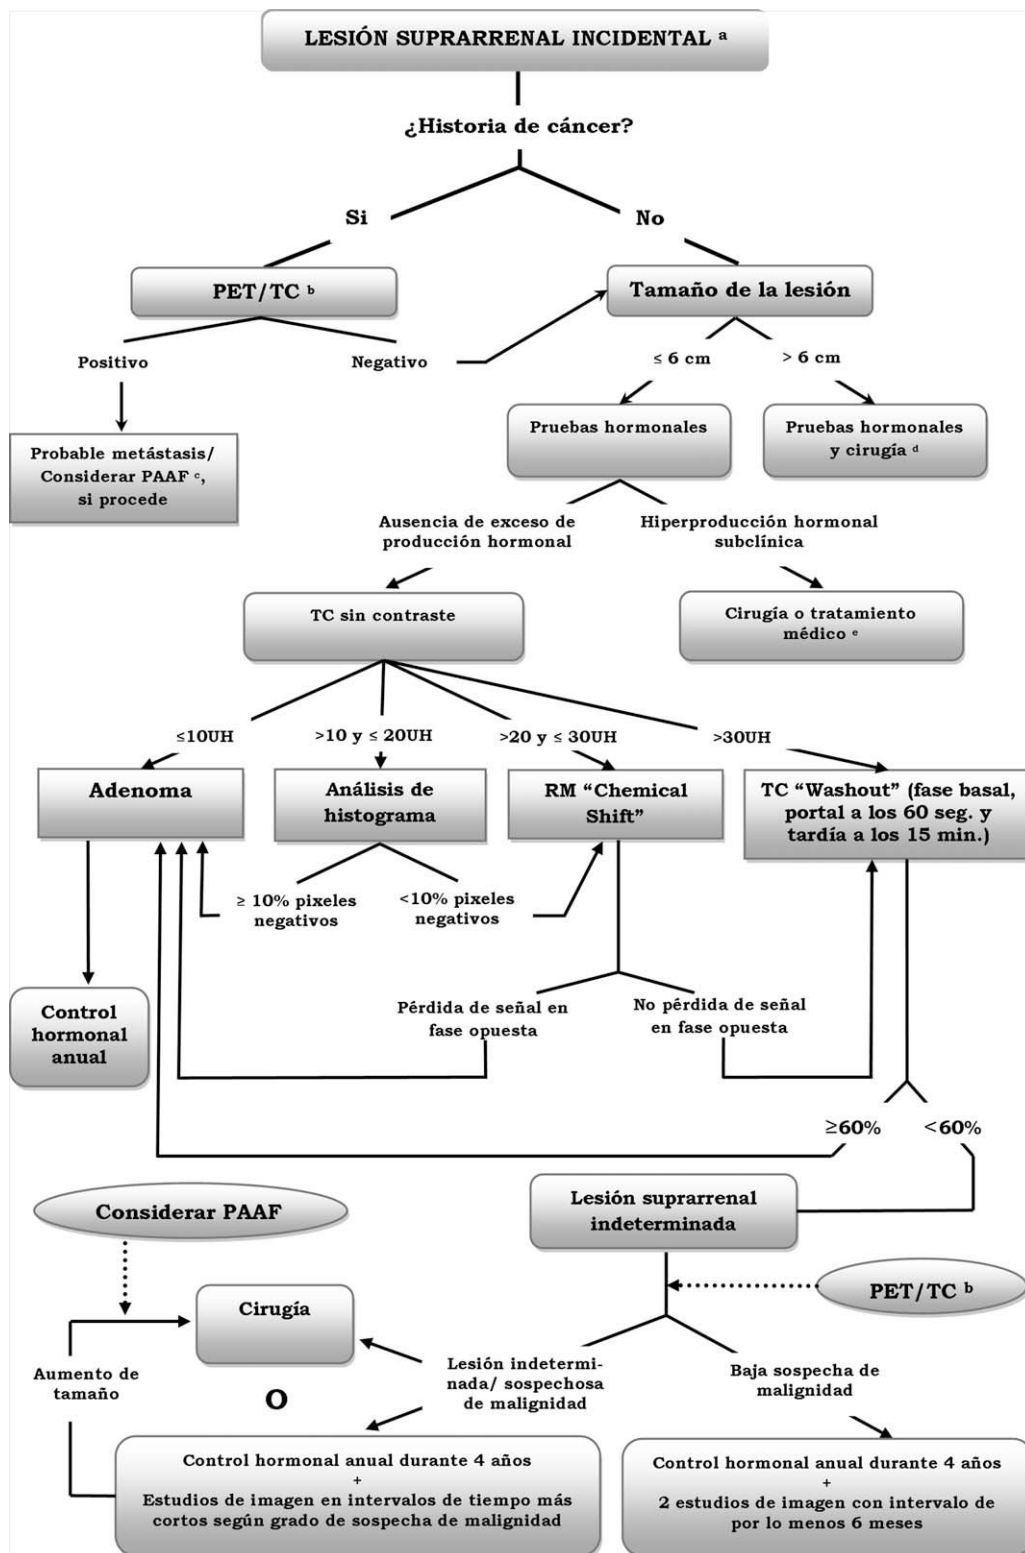 LESIÓN SUPRARRENAL INCIDENTAL a
¿Historia de cáncer?
Si
No
PET/TC b
Tamaño de la lesión
Positivo
Negativo
≤ 6 cm
> 6 cm
Probable metástasis/
Considerar PAAF c,
si procede
Pruebas hormonales
Pruebas hormonales
y cirugía d
Ausencia de exceso de
producción hormonal
Hiperproducción hormonal
subclínica
TC sin contraste
Cirugía o tratamiento
médico e
≤10UH
>10 y ≤ 20UH
>20 y ≤ 30UH
>30UH
Adenoma
Análisis de
histograma
RM “Chemical
Shift”
TC “Washout” (fase basal,
portal a los 60 seg. y
tardía a los 15 min.)
≥ 10% pixeles
negativos
<10% pixeles
negativos
Control
hormonal
anual
Pérdida de señal en
fase opuesta
No pérdida de señal
en fase opuesta
≥60%
<60%
Considerar PAAF
Lesión suprarrenal
indeterminada
PET/TC b
Cirugía
Aumento de
tamaño
O
Lesión indetermi-
nada/ sospechosa
de malignidad
Baja sospecha de
malignidad
Control hormonal anual durante 4 años
+
Estudios de imagen en intervalos de tiempo más
cortos según grado de sospecha de malignidad
Control hormonal anual durante 4 años
+
2 estudios de imagen con intervalo de
por lo menos 6 meses